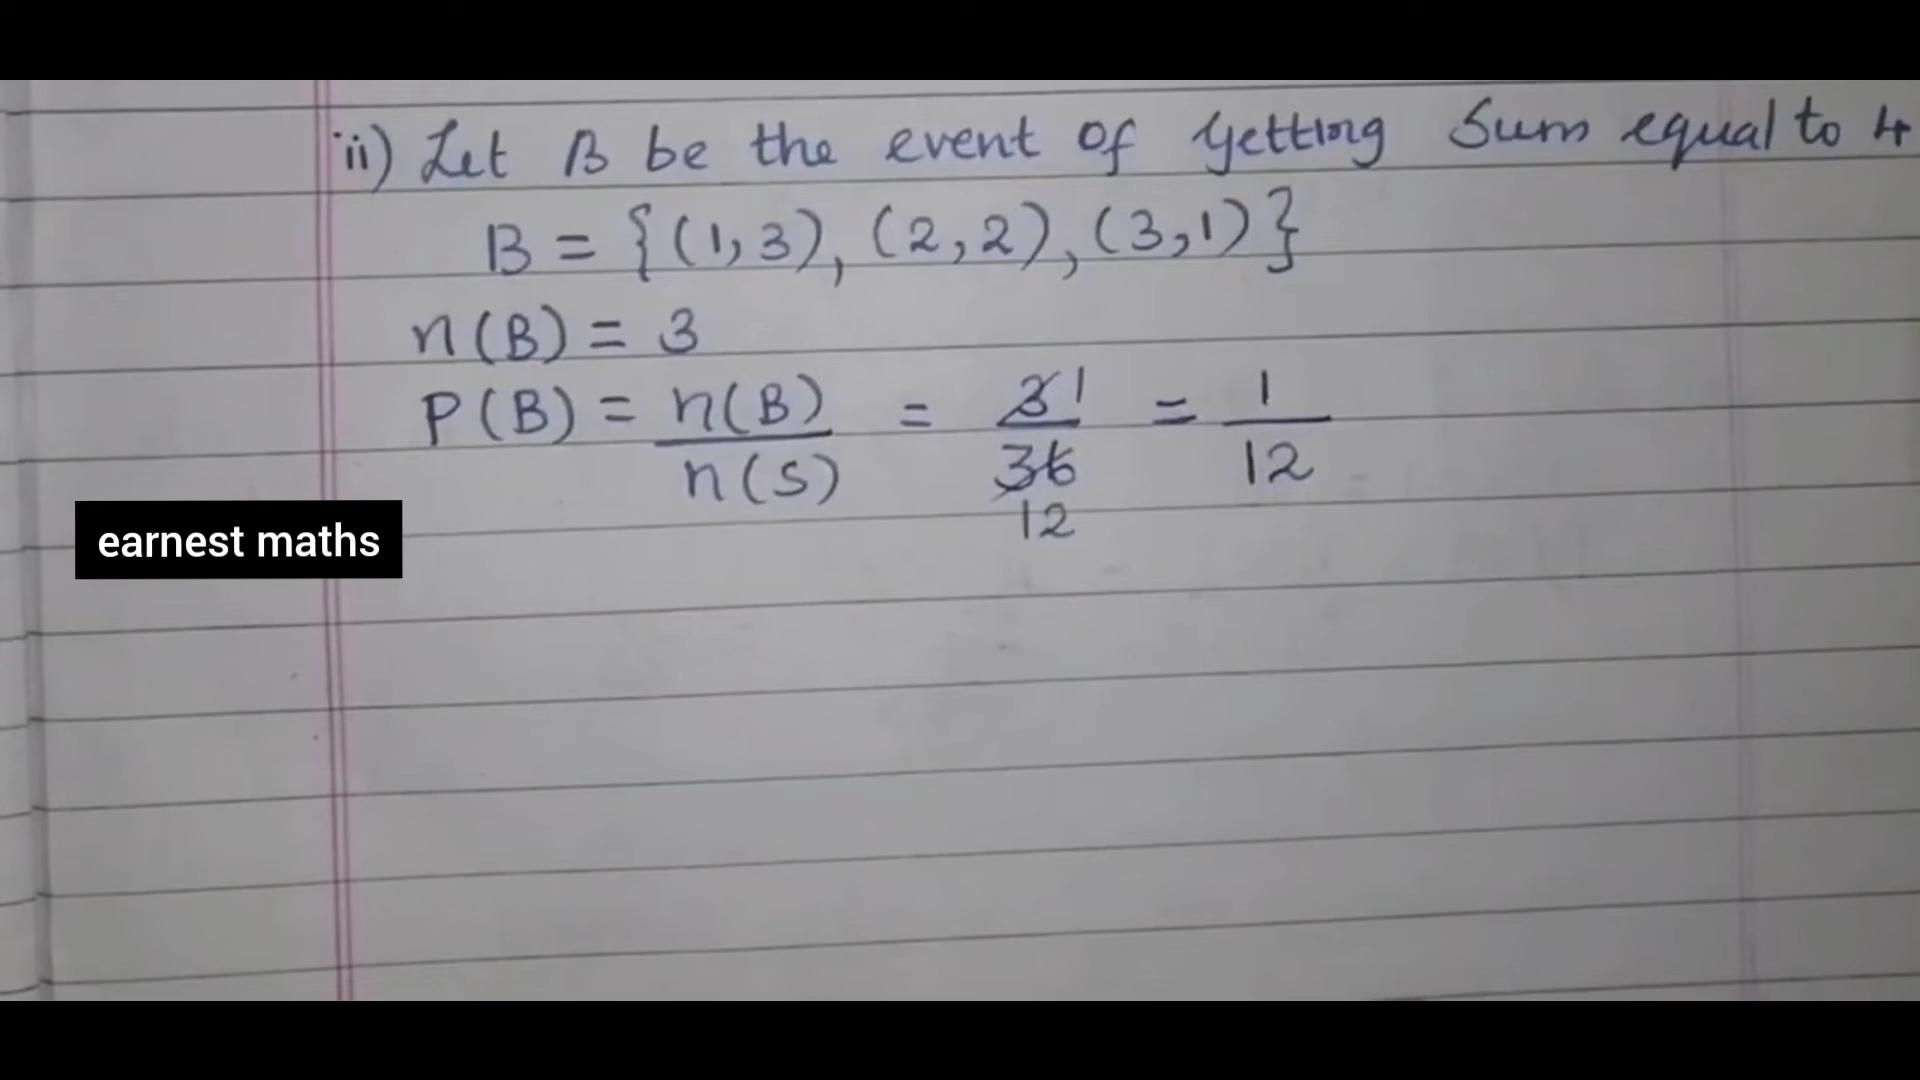 ii) Let B be the event of getting Sum equal to 4
B = {(1,3), (2,2), (3,1)}
n(B) = 3
P(B) = n(B)/n(S) = 3 1/36 12 = 1/12
earnest maths